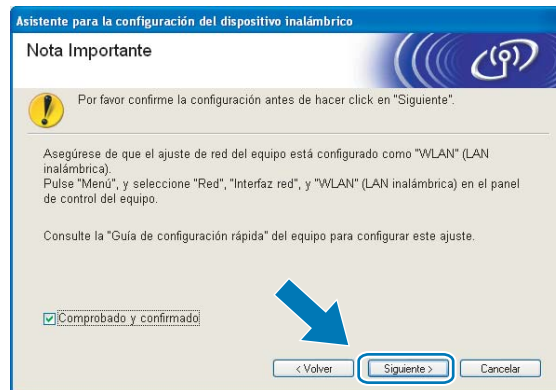 Asistente para la configuración del dispositivo inalámbrico
Nota Importante
Por favor confirme la configuración antes de hacer click en "Siguiente".
Asegúrese de que el ajuste de red del equipo está configurado como "WLAN" (LAN
inalámbrica).
Pulse "Menú", y seleccione "Red", "Interfaz red", y "WLAN" (LAN inalámbrica) en el panel
de control del equipo.
Consulte la "Guía de configuración rápida" del equipo para configurar este ajuste.
Comprobado y confirmado
< Volver
Siguiente >
Cancelar